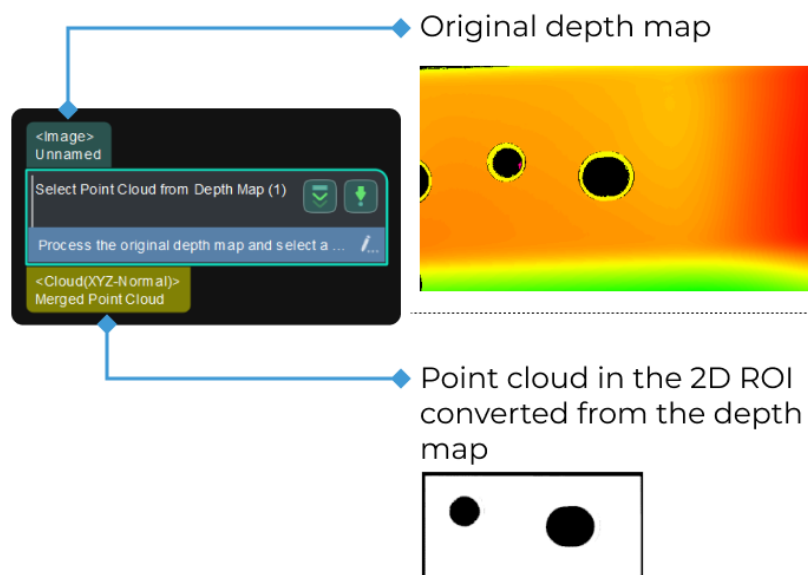 Original depth map
<Image>
Unnamed
Select Point Cloud from Depth Map (1)
Process the original depth map and select a ...
<Cloud(XYZ-Normal)>
Merged Point Cloud
Point cloud in the 2D ROI
converted from the depth
map